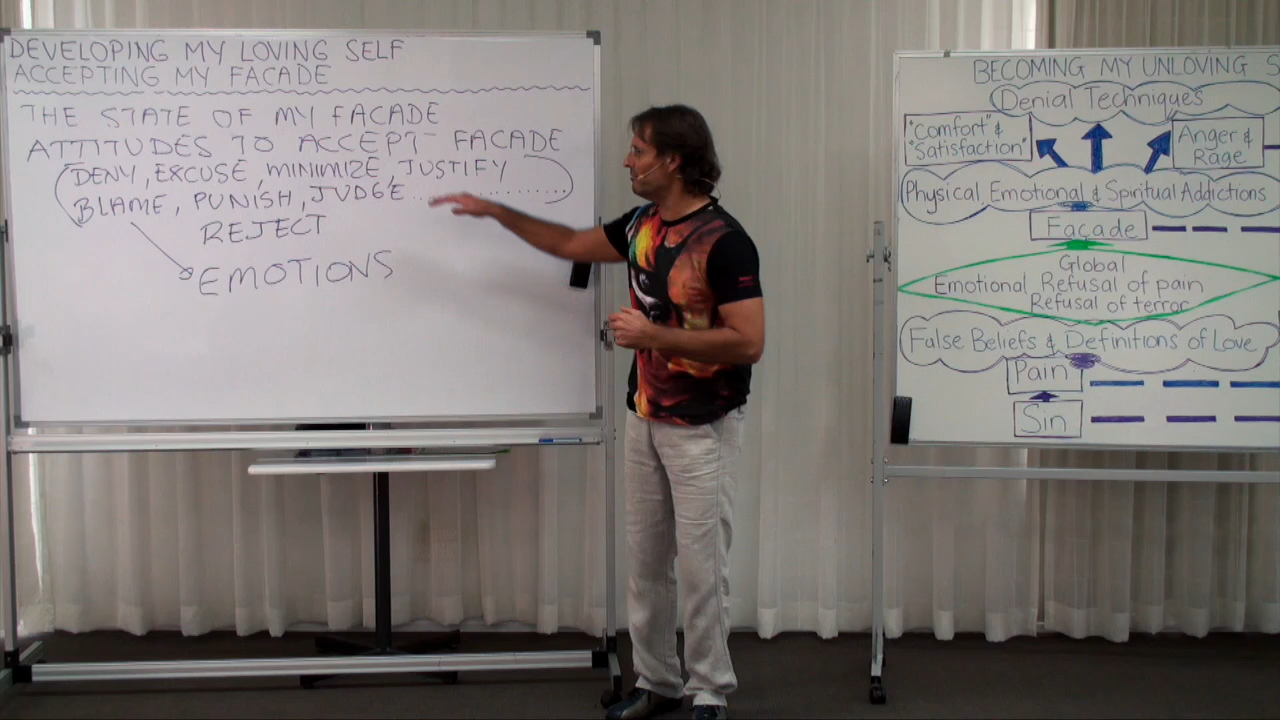 DEVELOPING MY LOVING SELF
ACCEPTING MY FACADE
THE STATE OF MY FACADE
ATTITUDES TO ACCEPT FACADE
DENY, EXCUSE, MINIMIZE, JUSTIFY
BLAME, PUNISH, JUDGE..............
REJECT
EMOTIONS
BECOMING MY UNLOVING S
Denial Techniques
"Comfort" &
"Satisfaction"
Anger &
Rage
Physical, Emotional & Spiritual Addictions
Façade
Global
Emotional Refusal of pain
Refusal of terror
False Beliefs & Definitions of Love
Pain
Sin